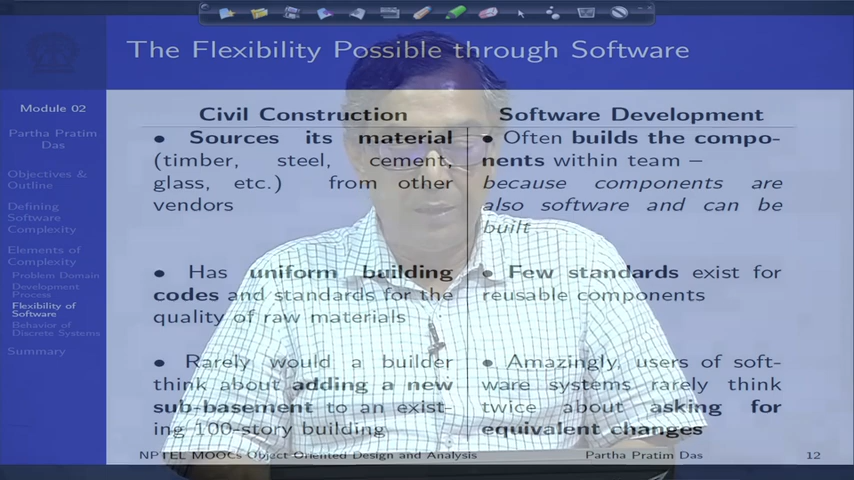 The Flexibility Possible through Software
Module 02
Partha Pratim
Das
Objectives &
Outline
Defining
Software
Complexity
Elements of
Complexity
Problem Domain
Development
Process
Flexibility of
Software
Behavior of
Discrete Systems
Summary
Civil Construction
• Sources its material
(timber, steel, cement,
glass, etc.) from other
vendors
• Has uniform building
codes and standards for the
quality of raw materials
• Rarely would a builder
think about adding a new
sub-basement to an exist-
ing 100-story building
Software Development
• Often builds the compo-
nents within team –
because components are
also software and can be
built
• Few standards exist for
reusable components
• Amazingly, users of soft-
ware systems rarely think
twice about asking for
equivalent changes
NPTEL MOOCs Object Oriented Design and Analysis
Partha Pratim Das
12